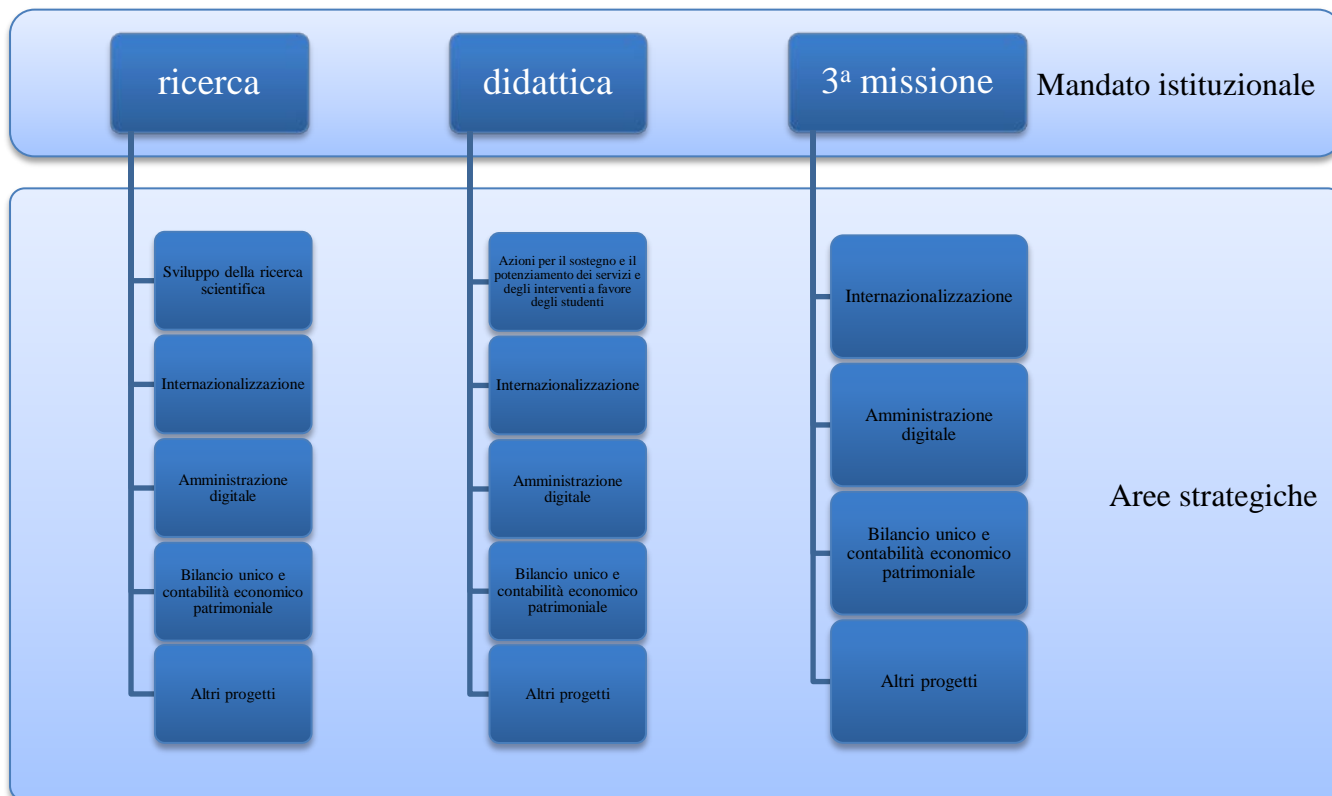 ricerca
didattica
3ª missione
Mandato istituzionale
Sviluppo della ricerca
scientifica
Internazionalizzazione
Amministrazione
digitale
Bilancio unico e
contabilità economico
patrimoniale
Altri progetti
Azioni per il sostegno e il
potenziamento dei servizi e
degli interventi a favore
degli studenti
Internazionalizzazione
Amministrazione
digitale
Bilancio unico e
contabilità economico
patrimoniale
Altri progetti
Internazionalizzazione
Amministrazione
digitale
Bilancio unico e
contabilità economico
patrimoniale
Altri progetti
Aree strategiche